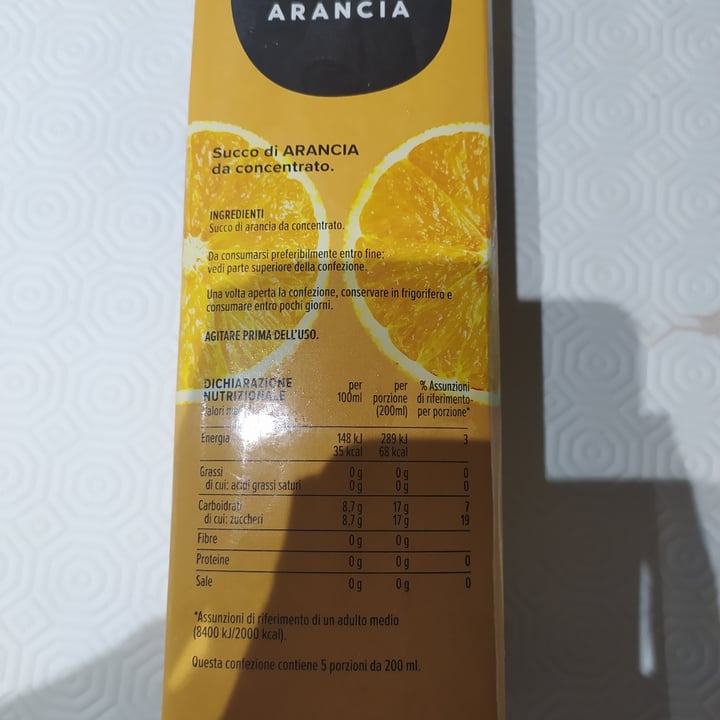 ARANCIA
Succo di ARANCIA
da concentrato.
INGREDIENTI
Succo di arancia da concentrato.
Da consumarsi preferibilmente entro fine:
vedi parte superiore della confezione.
Una volta aperta la confezione, conservare in frigorifero e
consumare entro pochi giorni.
AGITARE PRIMA DELL'USO.
DICHIARAZIONE NUTRIZIONALE per 100ml per porzione (200ml) % Assunzioni di riferimento per porzione*
Valori
Energia 148 kJ 289 kJ 3
35 kcal 68 kcal
Grassi 0 g 0 g 0
di cui: acidi grassi saturi 0 g 0 g 0
Carboidrati 8,7 g 17 g 7
di cui: zuccheri 8,7 g 17 g 19
Fibre 0 g 0 g
Proteine 0 g 0 g 0
Sale 0 g 0 g 0
*Assunzioni di riferimento di un adulto medio
(8400 kJ/2000 kcal).
Questa confezione contiene 5 porzioni da 200 ml.